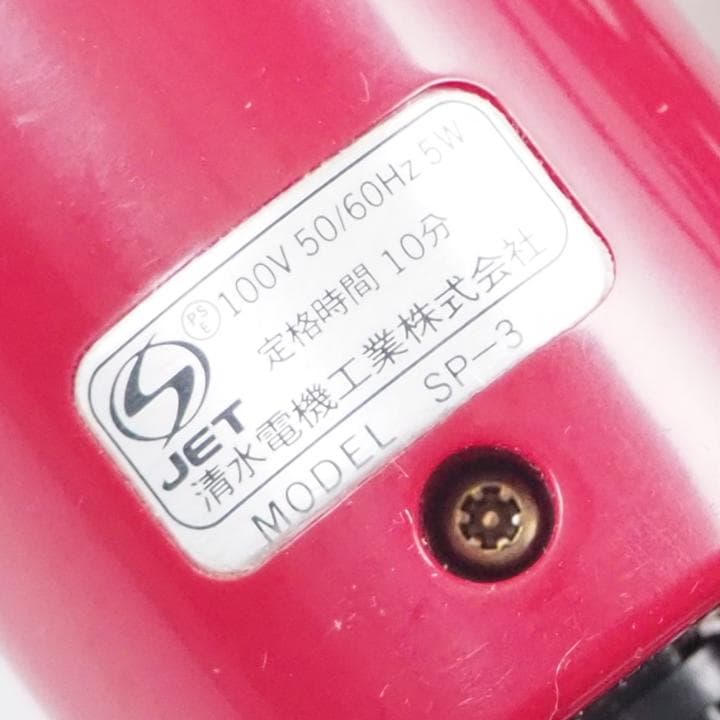 PS E 100V 50/60Hz 5W
定格時間 10分
JET
清水電機工業株式会社
MODEL SP-3